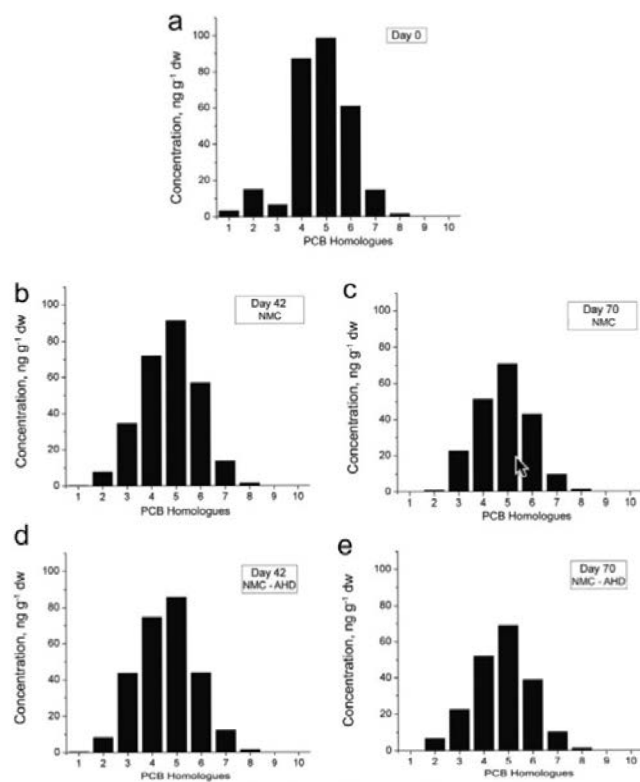 a
Day 0
Concentration, ng g⁻¹ dw
100
80
60
40
20
0
1 2 3 4 5 6 7 8 9 10
PCB Homologues
b
Day 42
NMC
Concentration, ng g⁻¹ dw
100
80
60
40
20
0
1 2 3 4 5 6 7 8 9 10
PCB Homologues
c
Day 70
NMC
Concentration, ng g⁻¹ dw
100
80
60
40
20
0
1 2 3 4 5 6 7 8 9 10
PCB Homologues
d
Day 42
NMC - AHD
Concentration, ng g⁻¹ dw
100
80
60
40
20
0
1 2 3 4 5 6 7 8 9 10
PCB Homologues
e
Day 70
NMC - AHD
Concentration, ng g⁻¹ dw
100
80
60
40
20
0
1 2 3 4 5 6 7 8 9 10
PCB Homologues